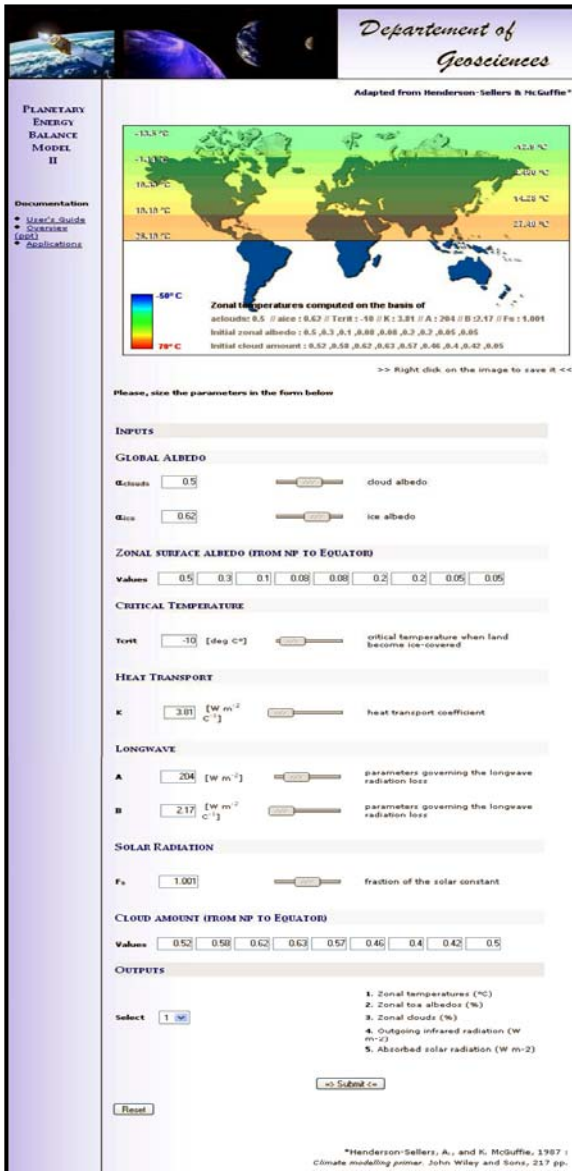 Departement of
Geosciences
Adapted from Henderson-Sellers & McGuffie*
PLANETARY
ENERGY
BALANCE
MODEL
II
Documentation
User's Guide
Overview
(ppt)
Applications
-12.8 °C
14.28 °C
27.48 °C
-50° C
70° C
Zonal temperatures computed on the basis of
aclouds: 0.5 // aice : 0.62 // Tcrit : -10 // K : 3.81 // A : 204 // B :2.17 // Fs : 1.001
Initial zonal albedo : 0.5 ,0.3 ,0.1 ,0.08 ,0.08 ,0.2 ,0.2 ,0.05 ,0.05
Initial cloud amount : 0.52 ,0.58 ,0.62 ,0.63 ,0.57 ,0.46 ,0.4 ,0.42 ,0.05
>> Right click on the image to save it <<
Please, size the parameters in the form below
INPUTS
GLOBAL ALBEDO
αclouds 0.5 cloud albedo
αice 0.62 ice albedo
ZONAL SURFACE ALBEDO (FROM NP TO EQUATOR)
Values 0.5 0.3 0.1 0.08 0.08 0.2 0.2 0.05 0.05
CRITICAL TEMPERATURE
Tcrit -10 [deg C°] critical temperature when land
become ice-covered
HEAT TRANSPORT
K 3.81 [W m-2
C-1] heat transport coefficient
LONGWAVE
A 204 [W m-2] parameters governing the longwave
radiation loss
B 2.17 [W m-2
C-1] parameters governing the longwave
radiation loss
SOLAR RADIATION
Fs 1.001 fraction of the solar constant
CLOUD AMOUNT (FROM NP TO EQUATOR)
Values 0.52 0.58 0.62 0.63 0.57 0.46 0.4 0.42 0.5
OUTPUTS
Select 1
1. Zonal temperatures (°C)
2. Zonal toa albedos (%)
3. Zonal clouds (%)
4. Outgoing infrared radiation (W
m-2)
5. Absorbed solar radiation (W m-2)
=> Submit <=
Reset
*Henderson-Sellers, A., and K. McGuffie, 1987 :
Climate modelling primer. John Wiley and Sons, 217 pp.